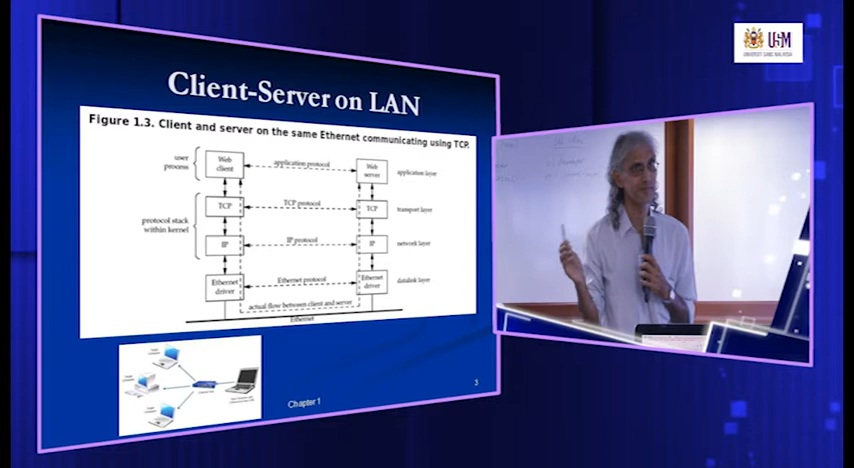 Client-Server on LAN
Figure 1.3. Client and server on the same Ethernet communicating using TCP.
user
process
Web
client
application protocol
Web
server
application layer
TCP
TCP protocol
TCP
transport layer
protocol stack
within kernel
IP
IP protocol
IP
network layer
Ethernet
driver
Ethernet protocol
Ethernet
driver
datalink layer
actual flow between client and server
Ethernet
Chapter 1
3
USM
UNIVERSITI SAINS MALAYSIA